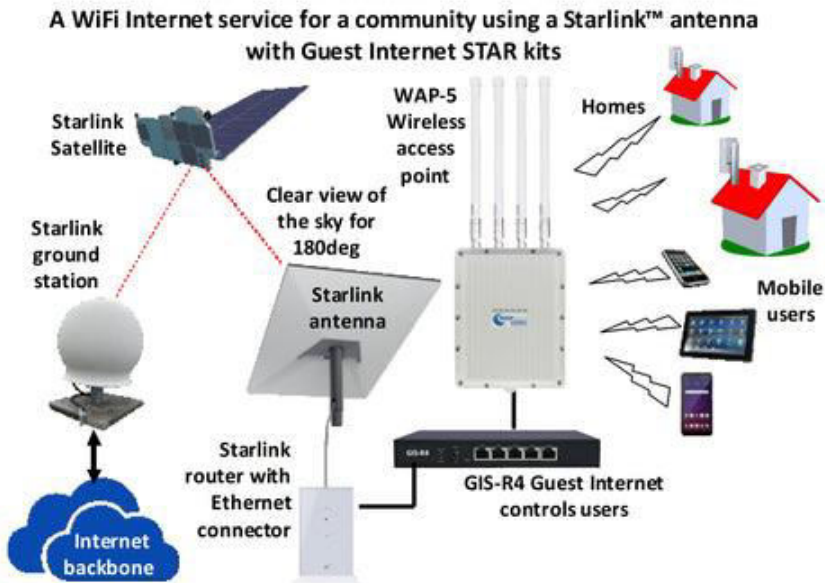 A WiFi Internet service for a community using a Starlink™ antenna
with Guest Internet STAR kits
Starlink
Satellite
WAP-5
Wireless
access
point
Homes
Clear view of
the sky for
180deg
Starlink
ground
station
Starlink
antenna
Mobile
users
Starlink
router with
Ethernet
connector
GIS-R4
GIS-R4 Guest Internet
controls users
Internet
backbone